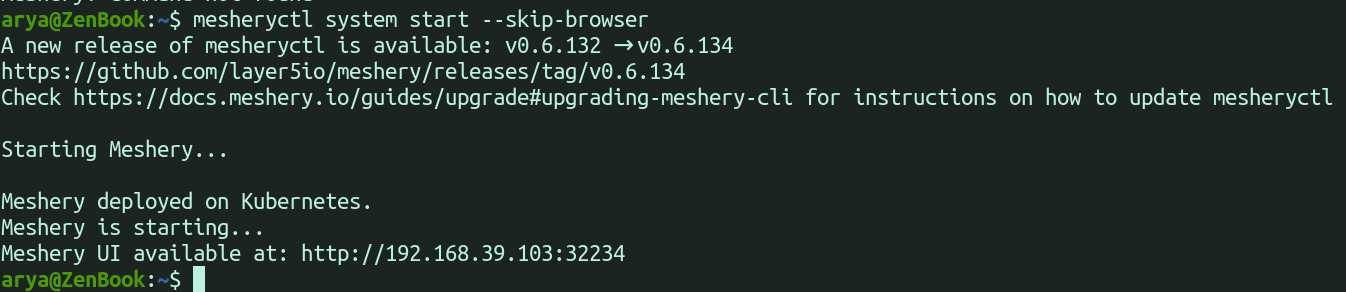 arya@ZenBook:~$ mesheryctl system start --skip-browser
A new release of mesheryctl is available: v0.6.132 → v0.6.134
https://github.com/layer5io/meshery/releases/tag/v0.6.134
Check https://docs.meshery.io/guides/upgrade#upgrading-meshery-cli for instructions on how to update mesheryctl
Starting Meshery...
Meshery deployed on Kubernetes.
Meshery is starting...
Meshery UI available at: http://192.168.39.103:32234
arya@ZenBook:~$